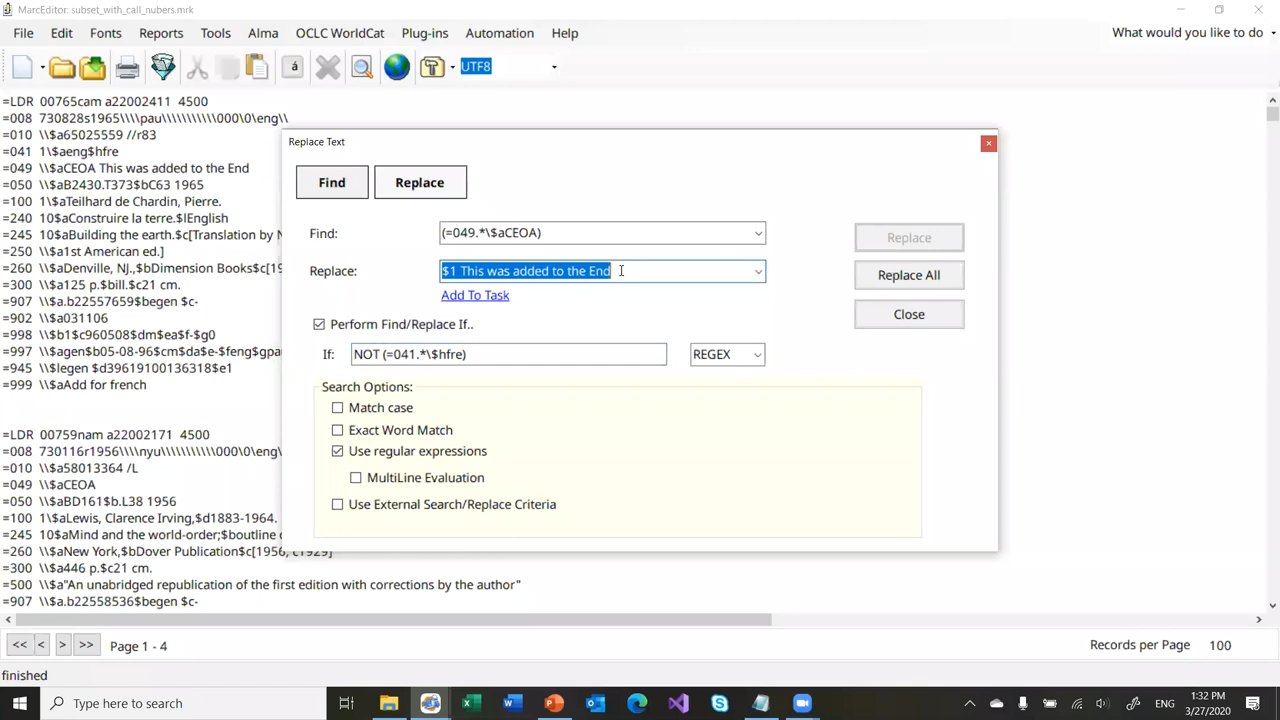 MarcEditor: subset_with_call_nubers.mrk
File Edit Fonts Reports Tools Alma OCLC WorldCat Plug-ins Automation Help What would you like to do
á UTF8
=LDR 00765cam a22002411 4500
=008 730828s1965\\\\pau\\\\\\\\\\\000\0\eng\\
=010 \\$a65025559 //r83
=041 1\$aeng$hfre
=049 \\$aCEOA This was added to the End
=050 \\$aB2430.T373$bC63 1965
=100 1\$aTeilhard de Chardin, Pierre.
=240 10$aConstruire la terre.$lEnglish
=245 10$aBuilding the earth.$c[Translation by N
=250 \\$a1st American ed.]
=260 \\$aDenville, NJ.,$bDimension Books$c[19
=300 \\$a125 p.$bill.$c21 cm.
=907 \\$a.b22557659$begen $c-
=902 \\$a031106
=998 \\$b1$c960508$dm$ea$f-$g0
=997 \\$agen$b05-08-96$cm$da$e-$feng$gpau
=945 \\$legen $d39619100136318$e1
=999 \\$aAdd for french
=LDR 00759nam a22002171 4500
=008 730116r1956\\\\nyu\\\\\\\\\\\000\0\eng\
=010 \\$a58013364 /L
=049 \\$aCEOA
=050 \\$aBD161$b.L38 1956
=100 1\$aLewis, Clarence Irving,$d1883-1964.
=245 10$aMind and the world-order;$boutline o
=260 \\$aNew York,$bDover Publication$c[1956, c1929]
=300 \\$a446 p.$c21 cm.
=500 \\$a"An unabridged republication of the first edition with corrections by the author"
=907 \\$a.b22558536$begen $c-
Replace Text
Find Replace
Find: (=049.*\$aCEOA) Replace
Replace: $1 This was added to the End Replace All
Add To Task
Close
Perform Find/Replace If..
If: NOT (=041.*\$hfre) REGEX
Search Options:
Match case
Exact Word Match
Use regular expressions
MultiLine Evaluation
Use External Search/Replace Criteria
<< < > >> Page 1 - 4 Records per Page 100
finished
Type here to search ENG 1:32 PM
3/27/2020